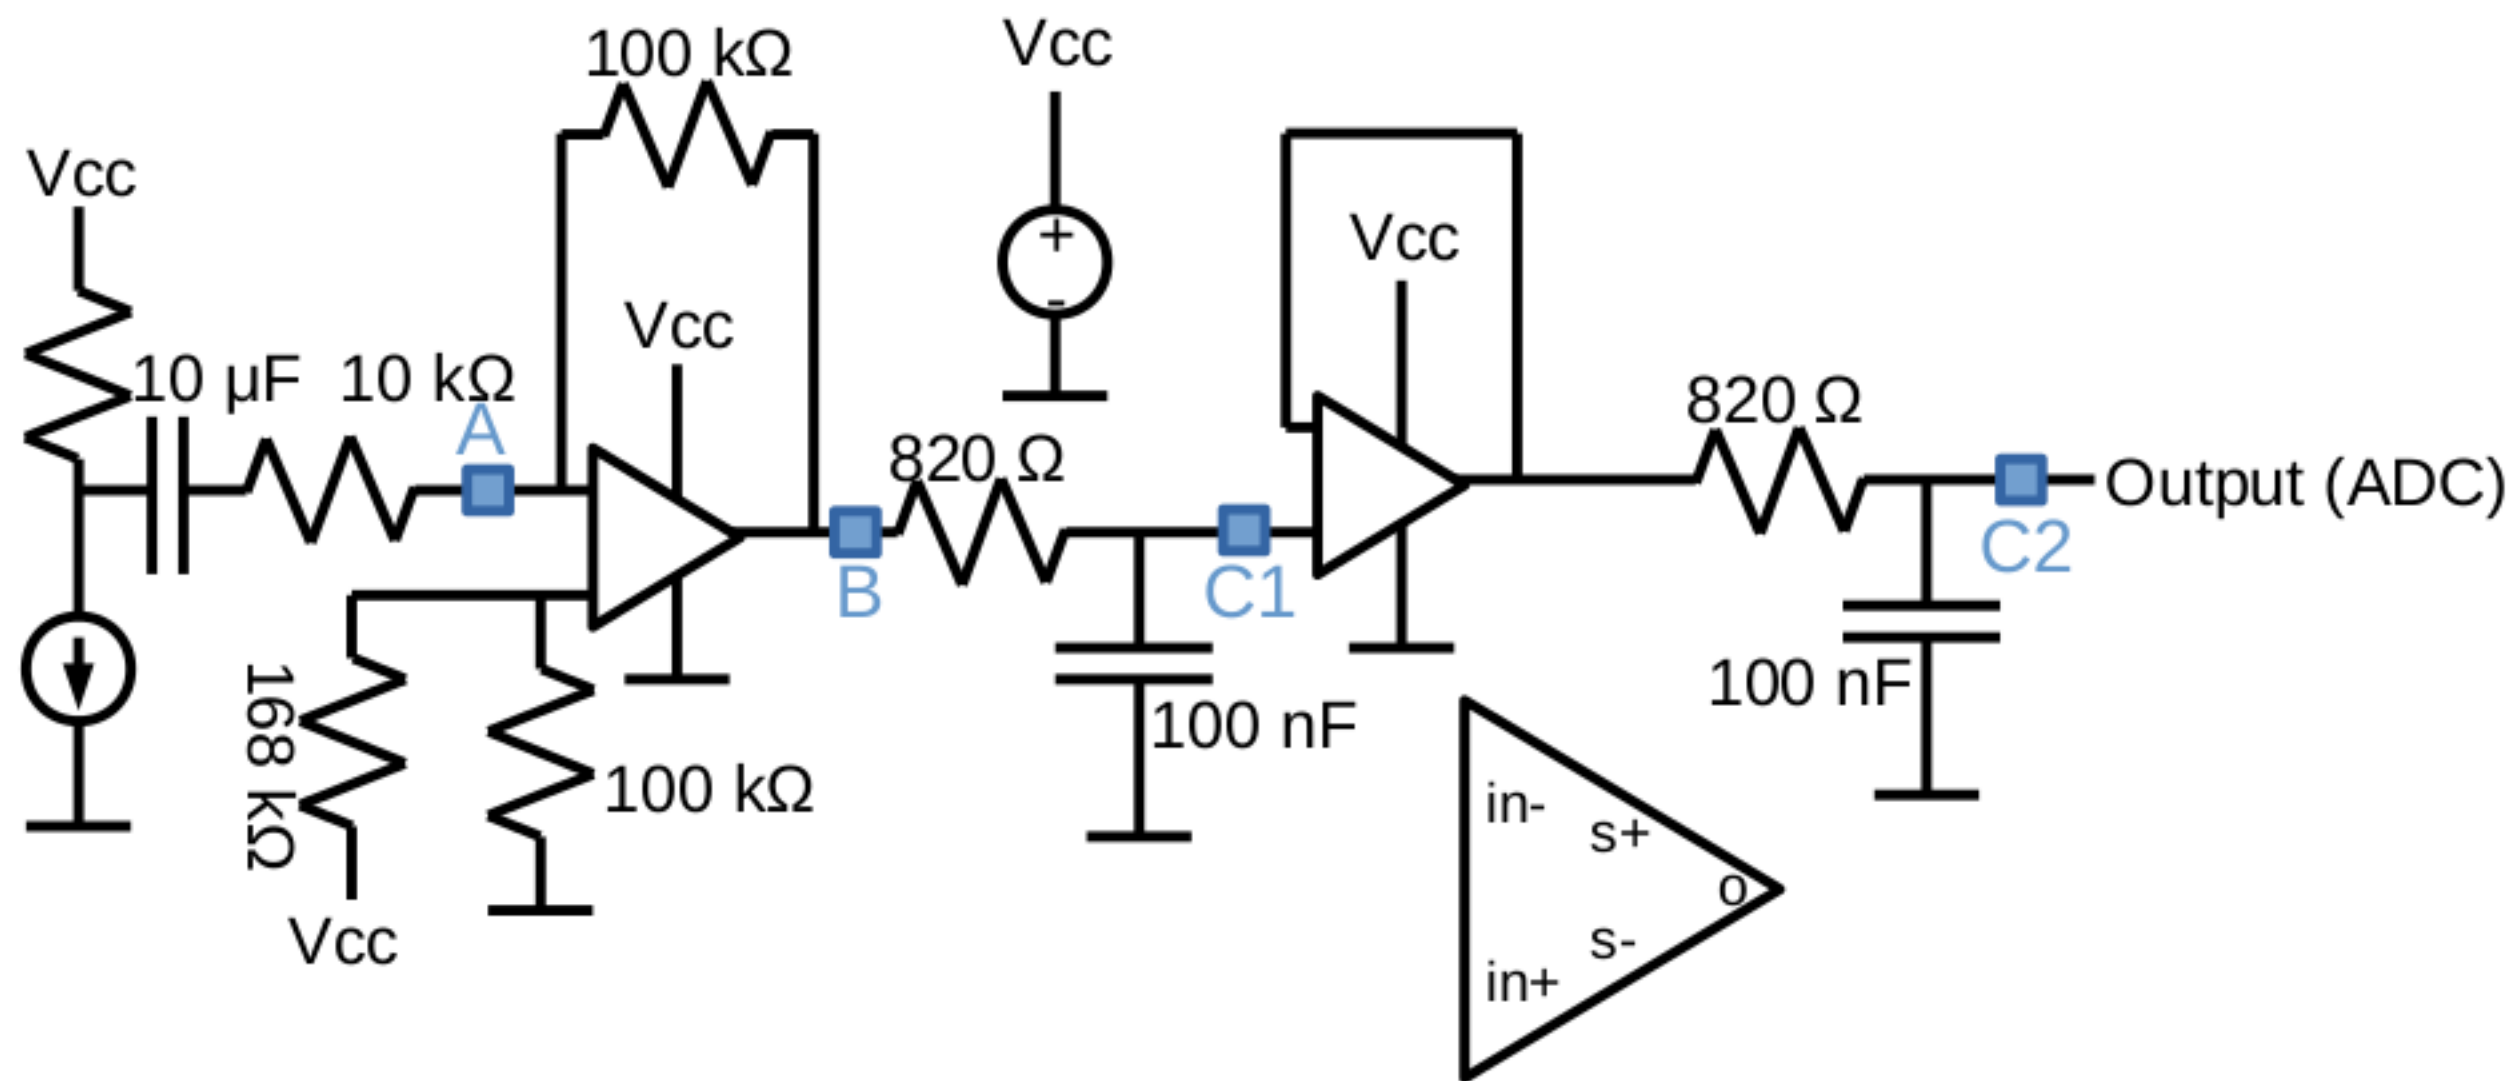 100 kΩ
Vcc
Vcc
Vcc
Vcc
10 µF
10 kΩ
A
820 Ω
820 Ω
Output (ADC)
B
C1
C2
+
-
168 kΩ
100 kΩ
100 nF
100 nF
Vcc
in-
s+
o
s-
in+